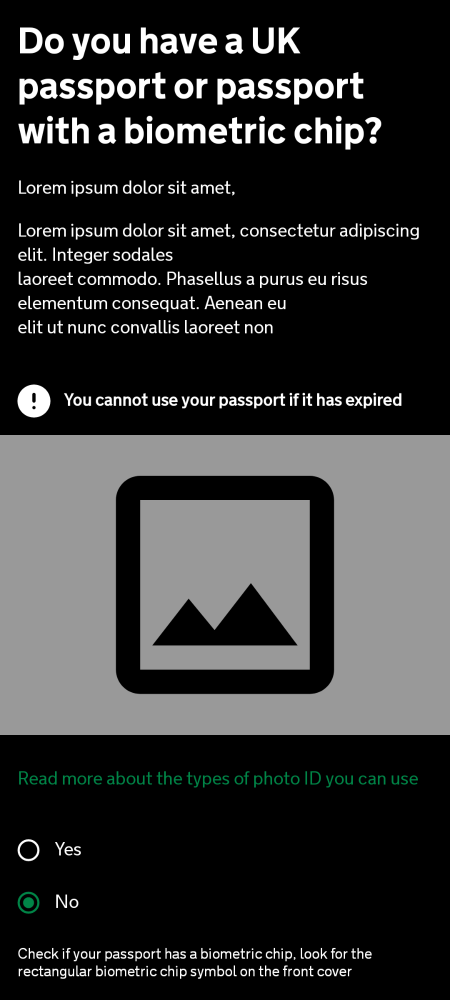 Do you have a UK
passport or passport
with a biometric chip?
Lorem ipsum dolor sit amet,
Lorem ipsum dolor sit amet, consectetur adipiscing
elit. Integer sodales
laoreet commodo. Phasellus a purus eu risus
elementum consequat. Aenean eu
elit ut nunc convallis laoreet non
You cannot use your passport if it has expired
Read more about the types of photo ID you can use
Yes
No
Check if your passport has a biometric chip, look for the
rectangular biometric chip symbol on the front cover